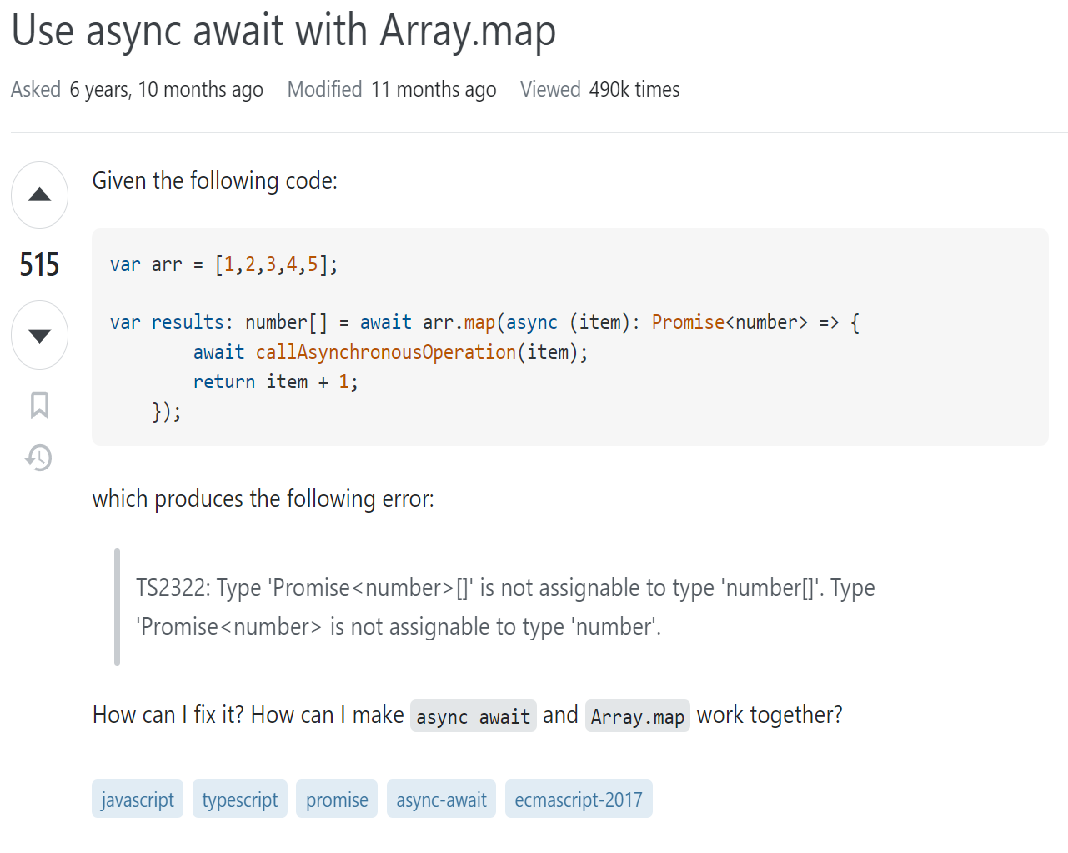 Use async await with Array.map
Asked 6 years, 10 months ago Modified 11 months ago Viewed 490k times
Given the following code:
515
var arr = [1,2,3,4,5];
var results: number[] = await arr.map(async (item): Promise<number> => {
        await callAsynchronousOperation(item);
        return item + 1;
    });
which produces the following error:
TS2322: Type 'Promise<number>[]' is not assignable to type 'number[]'. Type
'Promise<number> is not assignable to type 'number'.
How can I fix it? How can I make async await and Array.map work together?
javascript typescript promise async-await ecmascript-2017